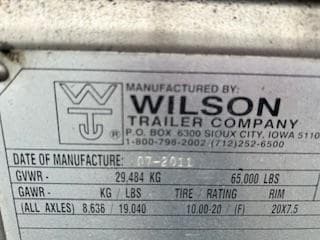 MANUFACTURED BY:
WILSON
TRAILER COMPANY
®
P.O. BOX 6300 SIOUX CITY, IOWA 5110
1-800-798-2002 / (712)252-6500
DATE OF MANUFACTURE: 07-2011
GVWR- 29,484 KG 65,000 LBS
GAWR- KG / LBS TIRE / RATING RIM
(ALL AXLES) 8,636 / 19,040 10.00-20 / (F) 20X7.5